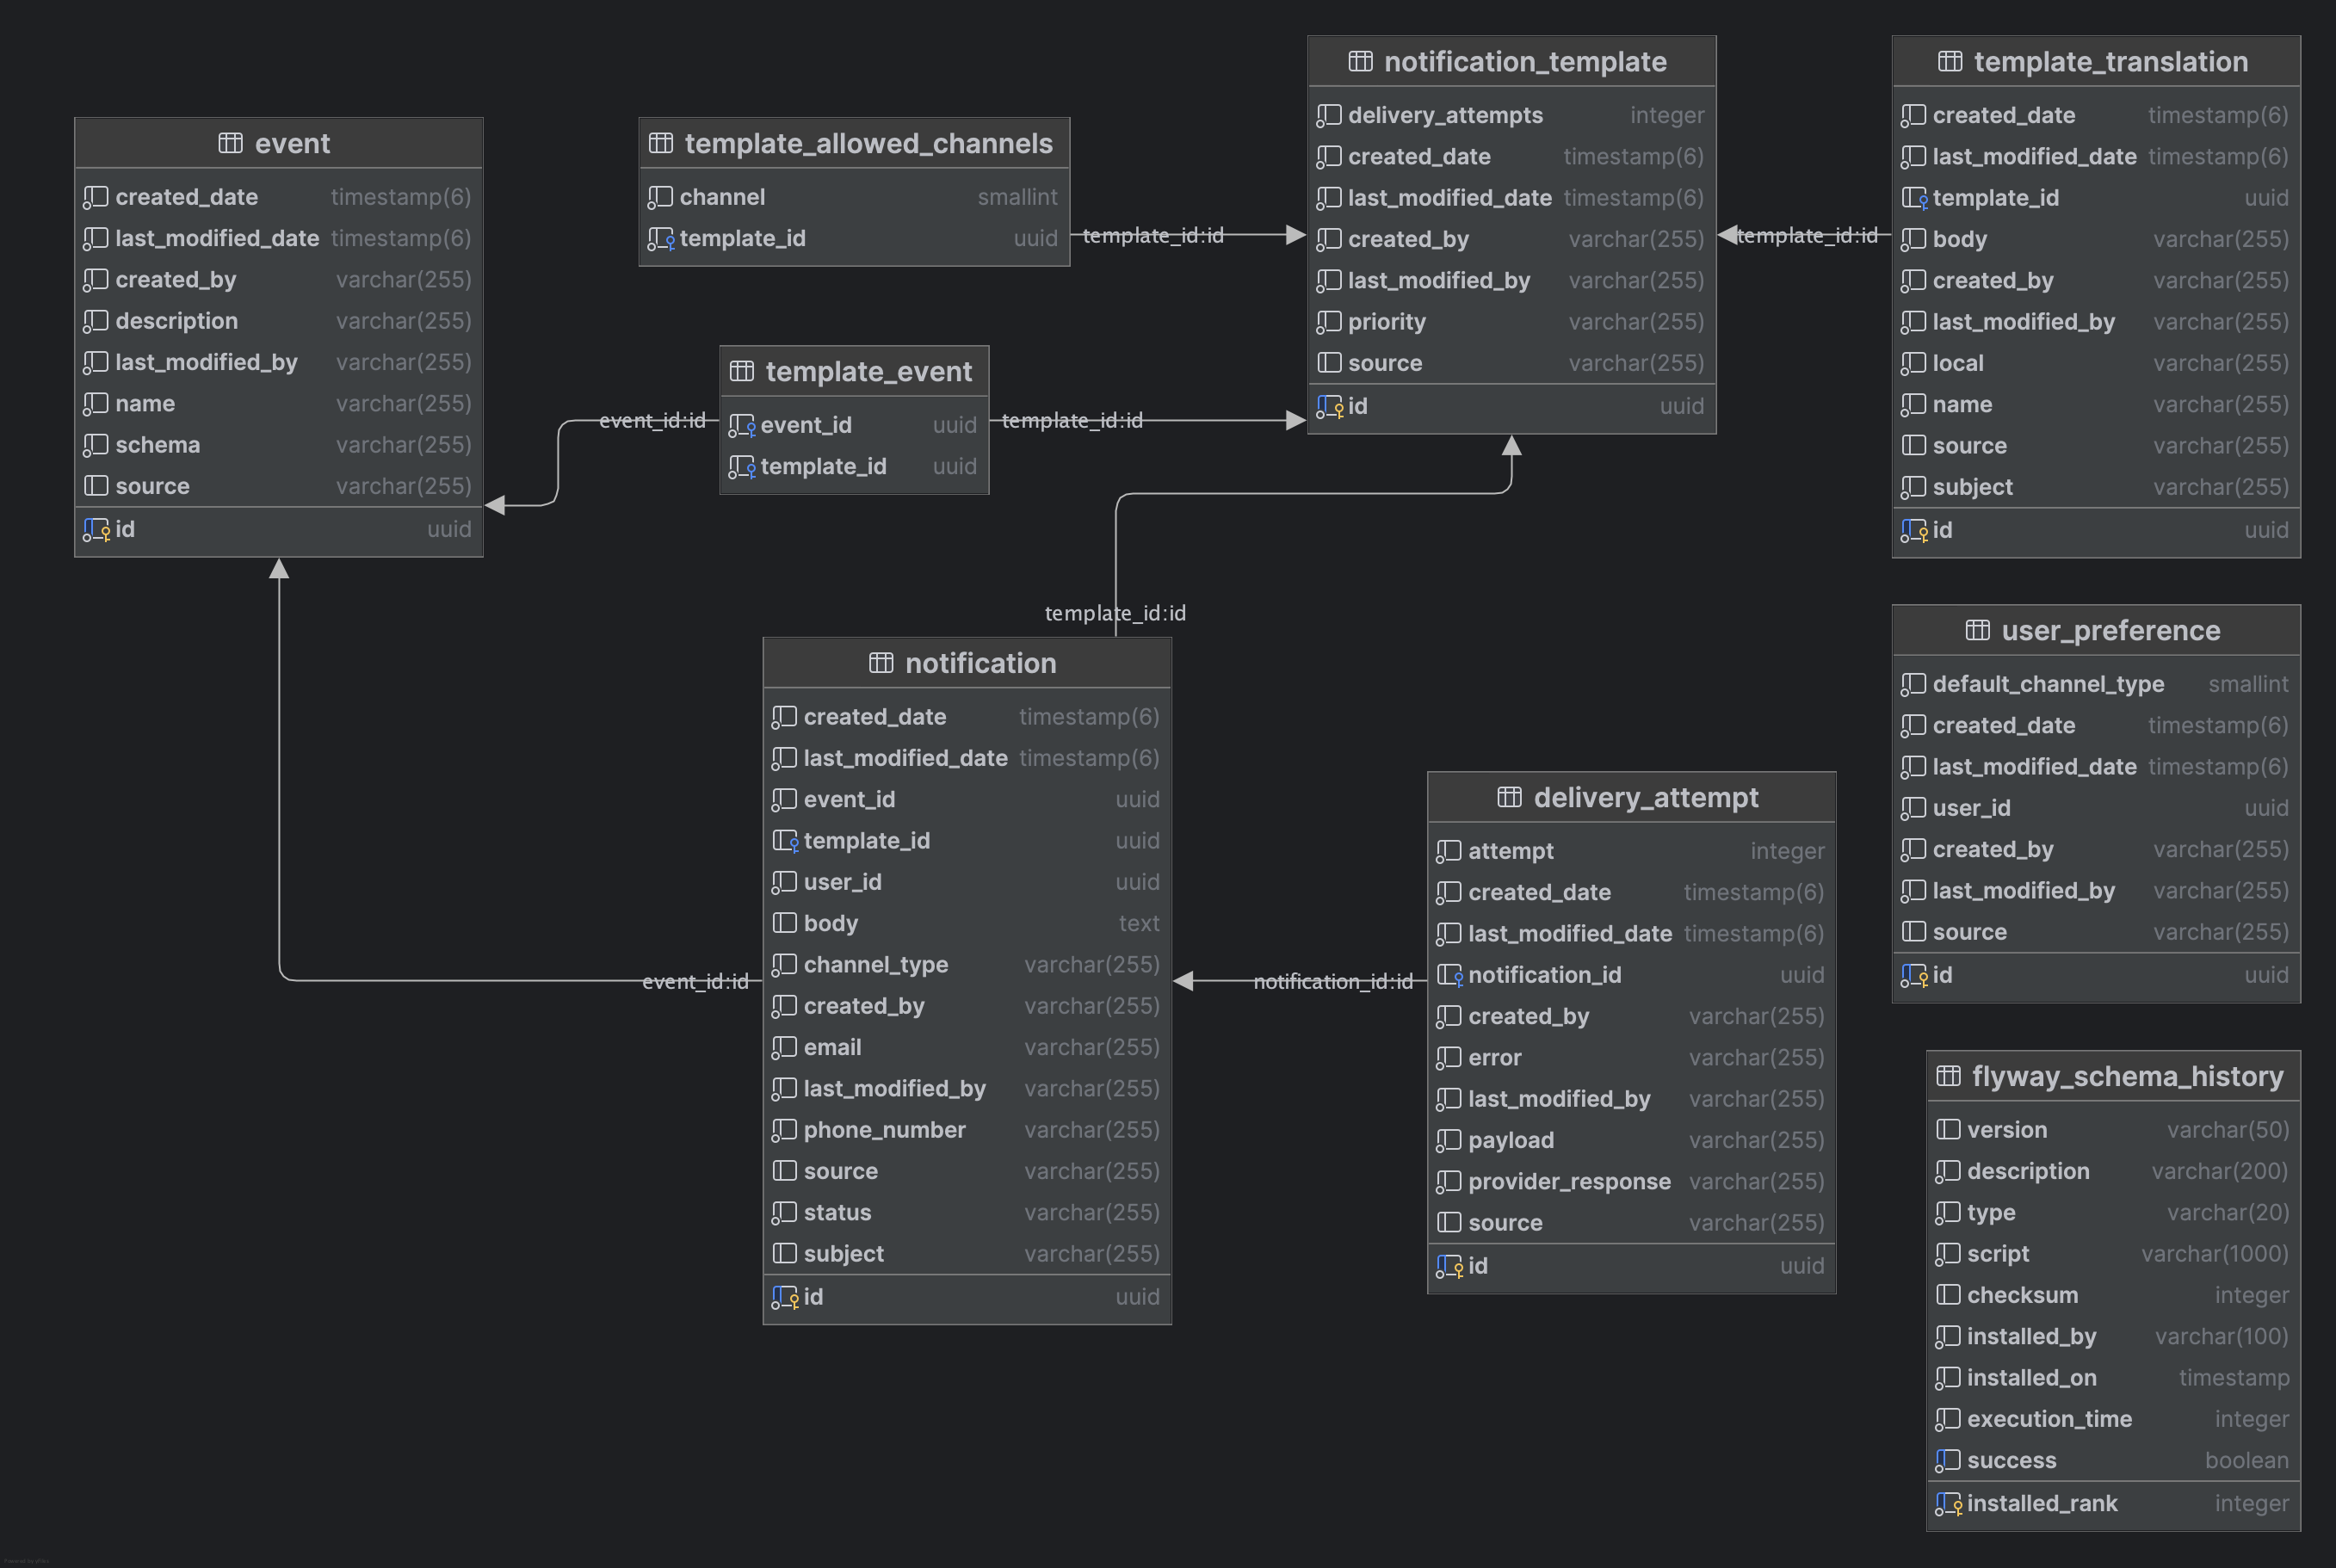 event
created_date timestamp(6)
last_modified_date timestamp(6)
created_by varchar(255)
description varchar(255)
last_modified_by varchar(255)
name varchar(255)
schema varchar(255)
source varchar(255)
id uuid
template_allowed_channels
channel smallint
template_id uuid
template_id:id
template_event
event_id uuid
template_id uuid
event_id:id
template_id:id
notification_template
delivery_attempts integer
created_date timestamp(6)
last_modified_date timestamp(6)
created_by varchar(255)
last_modified_by varchar(255)
priority varchar(255)
source varchar(255)
id uuid
template_id:id
template_translation
created_date timestamp(6)
last_modified_date timestamp(6)
template_id uuid
body varchar(255)
created_by varchar(255)
last_modified_by varchar(255)
local varchar(255)
name varchar(255)
source varchar(255)
subject varchar(255)
id uuid
template_id:id
notification
created_date timestamp(6)
last_modified_date timestamp(6)
event_id uuid
template_id uuid
user_id uuid
body text
channel_type varchar(255)
created_by varchar(255)
email varchar(255)
last_modified_by varchar(255)
phone_number varchar(255)
source varchar(255)
status varchar(255)
subject varchar(255)
id uuid
event_id:id
notification_id:id
delivery_attempt
attempt integer
created_date timestamp(6)
last_modified_date timestamp(6)
notification_id uuid
created_by varchar(255)
error varchar(255)
last_modified_by varchar(255)
payload varchar(255)
provider_response varchar(255)
source varchar(255)
id uuid
user_preference
default_channel_type smallint
created_date timestamp(6)
last_modified_date timestamp(6)
user_id uuid
created_by varchar(255)
last_modified_by varchar(255)
source varchar(255)
id uuid
flyway_schema_history
version varchar(50)
description varchar(200)
type varchar(20)
script varchar(1000)
checksum integer
installed_by varchar(100)
installed_on timestamp
execution_time integer
success boolean
installed_rank integer